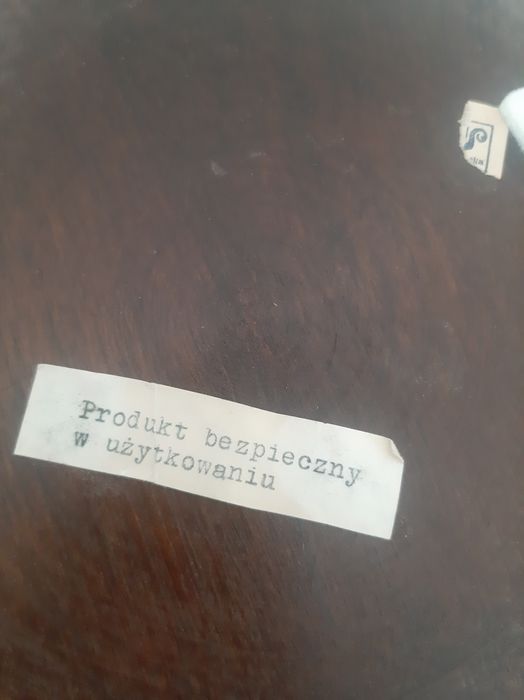 Produkt bezpieczny
w użytkowaniu